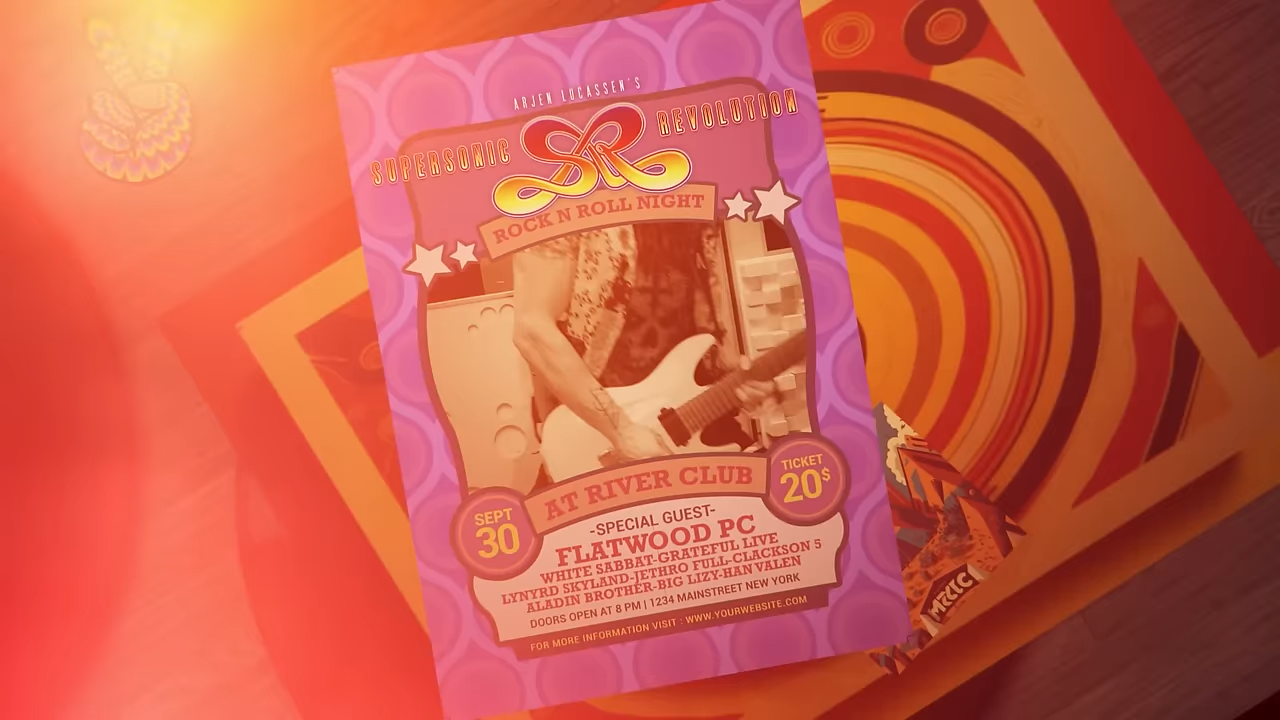 ARJEN LUCASSEN'S
SUPERSONIC SR REVOLUTION
ROCK N ROLL NIGHT
AT RIVER CLUB
SEPT
30
TICKET
20$
-SPECIAL GUEST-
FLATWOOD PC
WHITE SABBAT-GRATEFUL LIVE
LYNYRD SKYLAND-JETHRO FULL-CLACKSON 5
ALADIN BROTHER-BIG LIZY-HAN VALEN
DOORS OPEN AT 8 PM | 1234 MAINSTREET NEW YORK
FOR MORE INFORMATION VISIT : WWW.YOURWEBSITE.COM